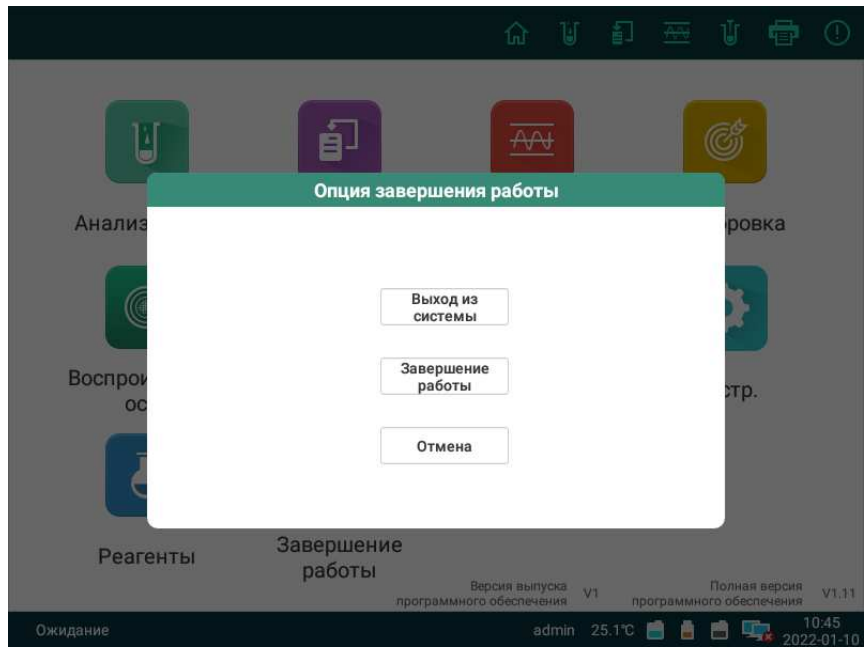 Опция завершения работы
Анализ
ровка
Выход из
системы
Завершение
работы
Воспрои
ос
стр.
Отмена
Реагенты
Завершение
работы
Версия выпуска
программного обеспечения
V1
Полная версия
программного обеспечения
V1.11
Ожидание
admin 25.1°C
10:45
2022-01-10